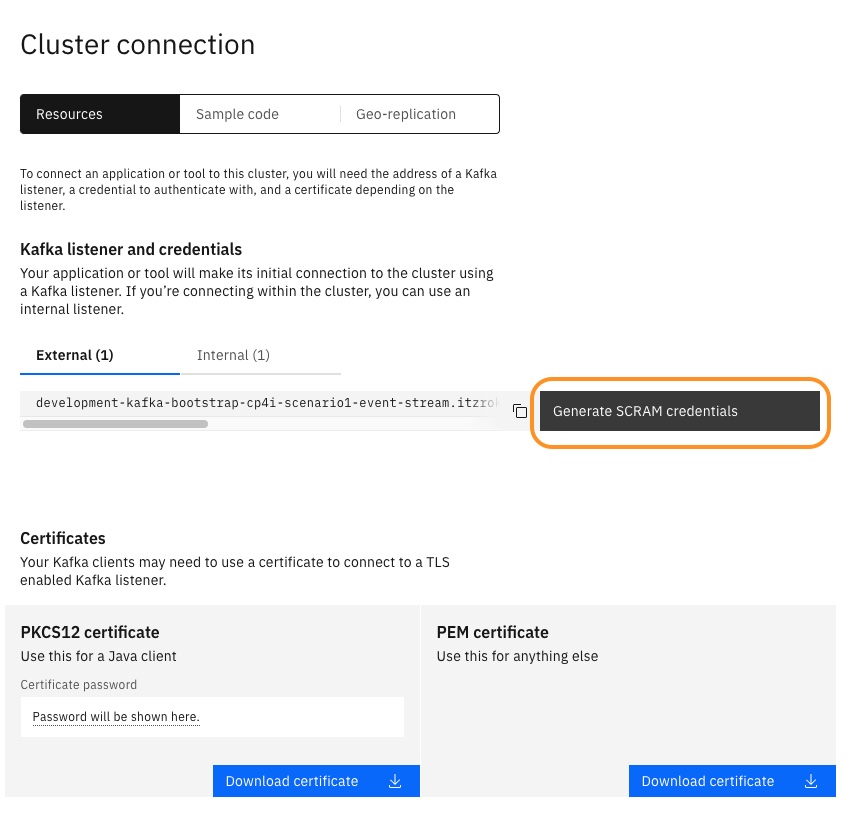 Cluster connection
Resources
Sample code
Geo-replication
To connect an application or tool to this cluster, you will need the address of a Kafka
listener, a credential to authenticate with, and a certificate depending on the
listener.
Kafka listener and credentials
Your application or tool will make its initial connection to the cluster using
a Kafka listener. If you’re connecting within the cluster, you can use an
internal listener.
External (1)
Internal (1)
development-kafka-bootstrap-cp4i-scenario1-event-stream.itzrok
Generate SCRAM credentials
Certificates
Your Kafka clients may need to use a certificate to connect to a TLS
enabled Kafka listener.
PKCS12 certificate
Use this for a Java client
Certificate password
Password will be shown here.
Download certificate
PEM certificate
Use this for anything else
Download certificate